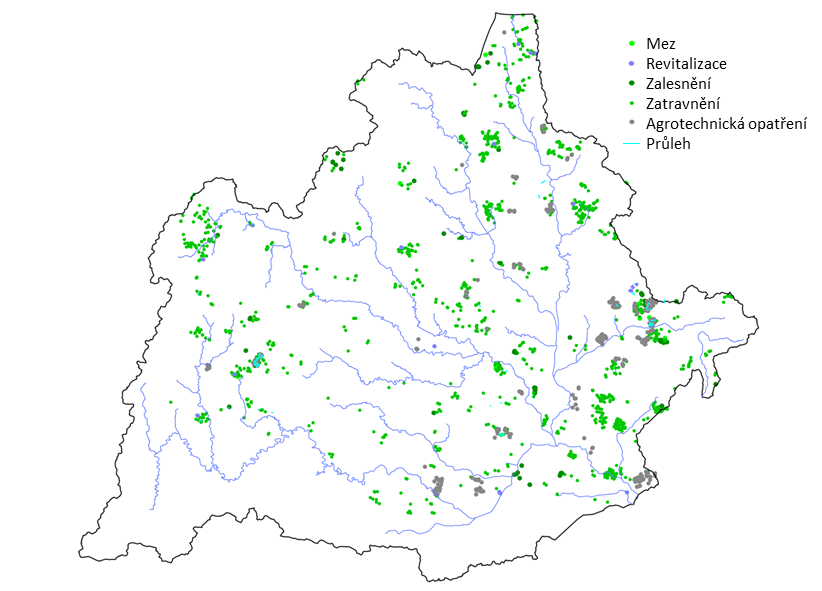 Mez
Revitalizace
Zalesnění
Zatravnění
Agrotechnická opatření
Průleh